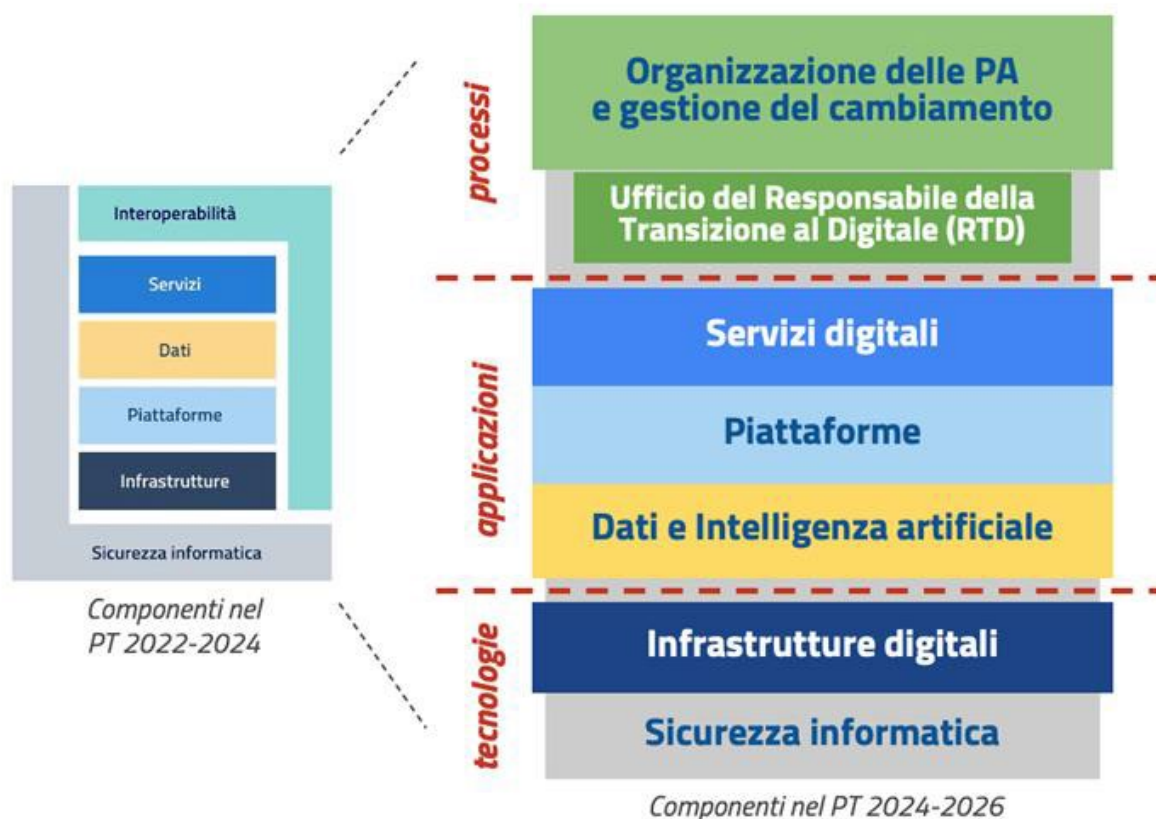 Interoperabilità
Servizi
Dati
Piattaforme
Infrastrutture
Sicurezza informatica
Componenti nel
PT 2022-2024
processi
Organizzazione delle PA
e gestione del cambiamento
Ufficio del Responsabile della
Transizione al Digitale (RTD)
applicazioni
Servizi digitali
Piattaforme
Dati e Intelligenza artificiale
tecnologie
Infrastrutture digitali
Sicurezza informatica
Componenti nel PT 2024-2026